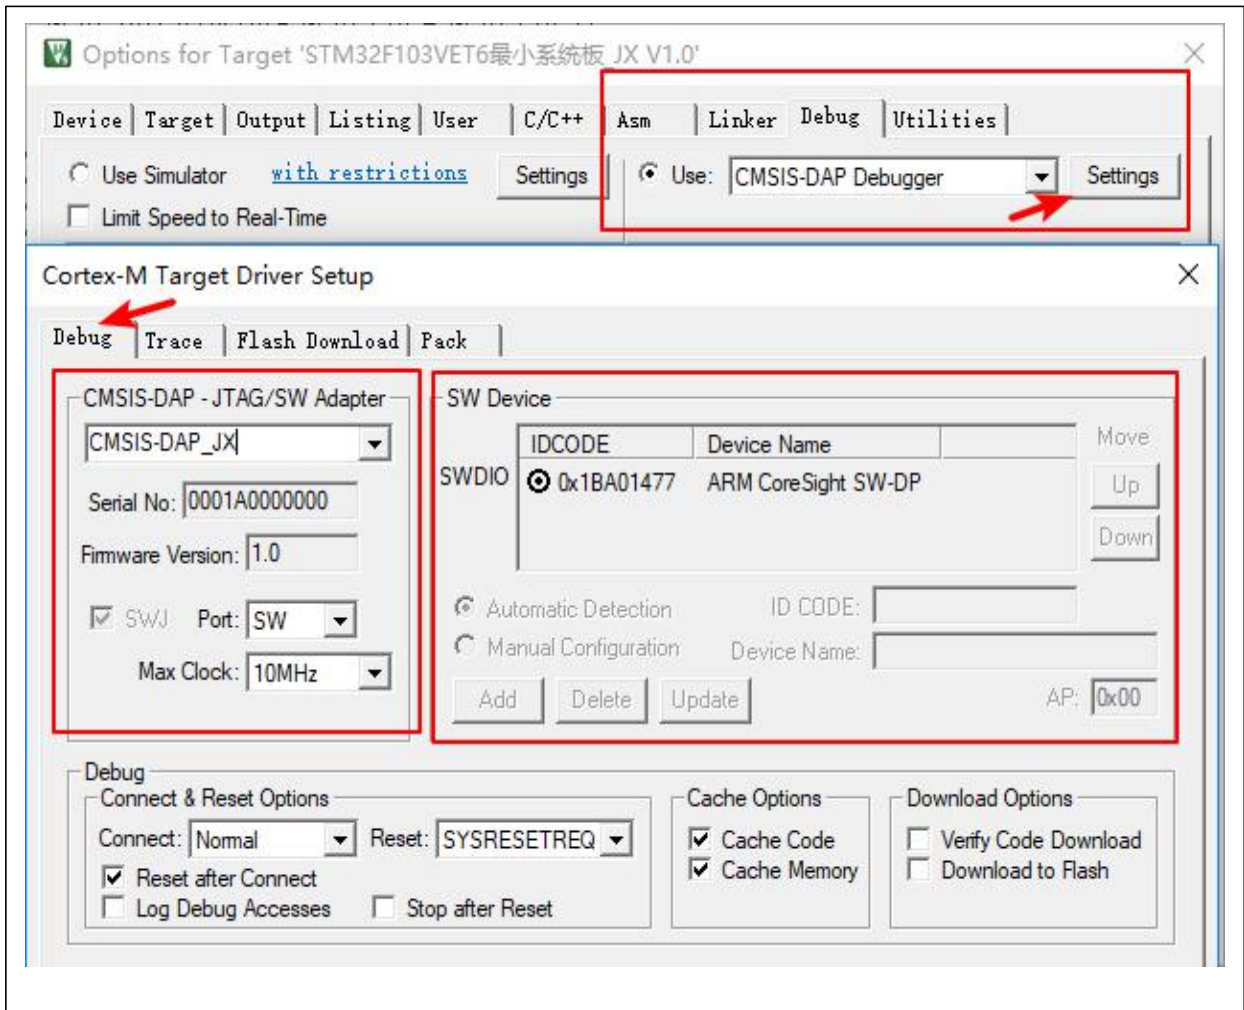 Options for Target 'STM32F103VET6最小系统板_JX V1.0'
Device Target Output Listing User C/C++ Asm Linker Debug Utilities
Use Simulator with restrictions Settings Use: CMSIS-DAP Debugger Settings
Limit Speed to Real-Time
Cortex-M Target Driver Setup
Debug Trace Flash Download Pack
CMSIS-DAP - JTAG/SW Adapter
CMSIS-DAP_JX
Serial No: 0001A0000000
Firmware Version: 1.0
SWJ Port: SW
Max Clock: 10MHz
SW Device
IDCODE Device Name Move
SWDIO 0x1BA01477 ARM CoreSight SW-DP Up
Down
Automatic Detection ID CODE:
Manual Configuration Device Name:
Add Delete Update AP: 0x00
Debug
Connect & Reset Options
Connect: Normal Reset: SYSRESETREQ
Reset after Connect
Log Debug Accesses Stop after Reset
Cache Options
Cache Code
Cache Memory
Download Options
Verify Code Download
Download to Flash